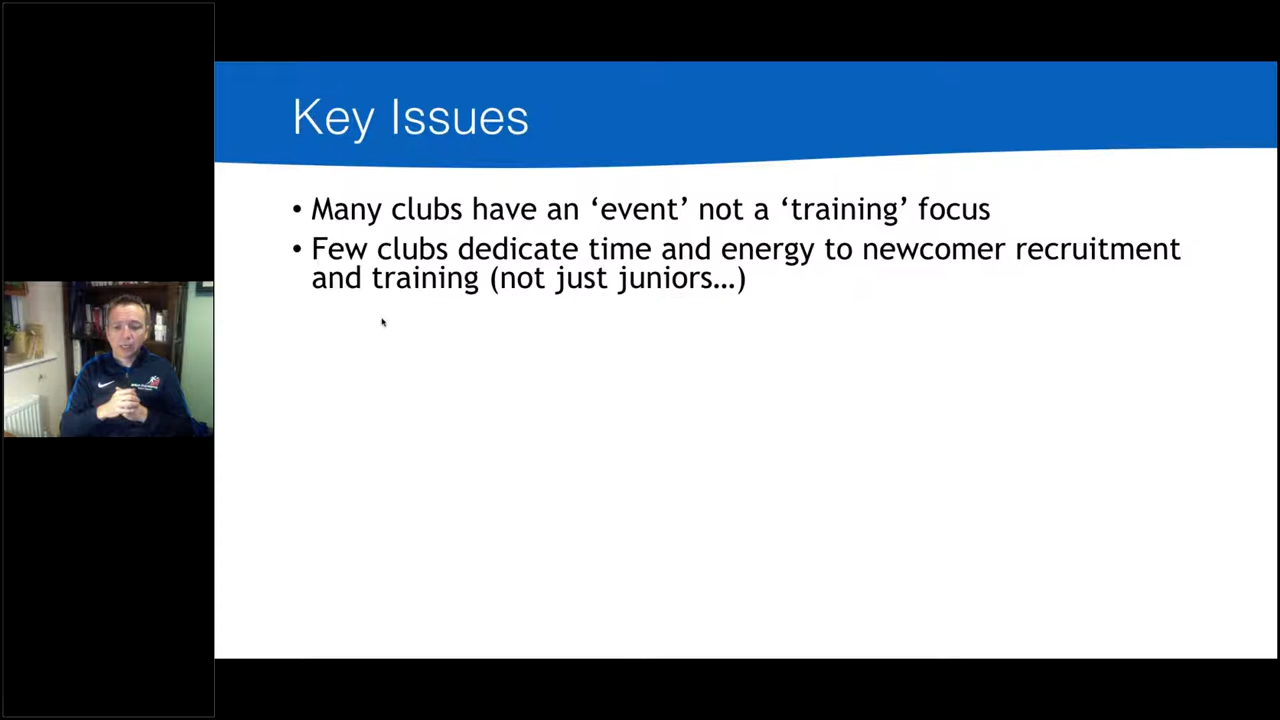 Key Issues
• Many clubs have an ‘event’ not a ‘training’ focus
• Few clubs dedicate time and energy to newcomer recruitment
and training (not just juniors…)